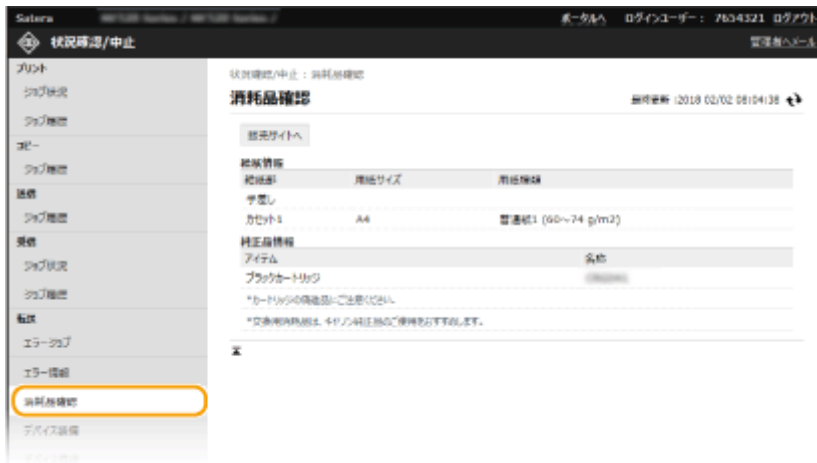 Satera
ポータルへ ログインユーザー： 7654321 ログアウト
状況確認/中止
管理者へメール
プリント
ジョブ状況
ジョブ履歴
コピー
ジョブ履歴
送信
ジョブ履歴
受信
ジョブ状況
ジョブ履歴
転送
エラージョブ
エラー情報
消耗品確認
デバイス設備
状況確認/中止：消耗品確認
消耗品確認
最終更新 :2018 02/02 08:04:38
販売サイトへ
給紙情報
給紙部 用紙サイズ 用紙種類
手差し
カセット1 A4 普通紙1 (60～74 g/m2)
純正品情報
アイテム 名称
ブラックカートリッジ
*カートリッジの偽造品にご注意ください。
*交換用消耗品は、キヤノン純正品のご使用をおすすめします。